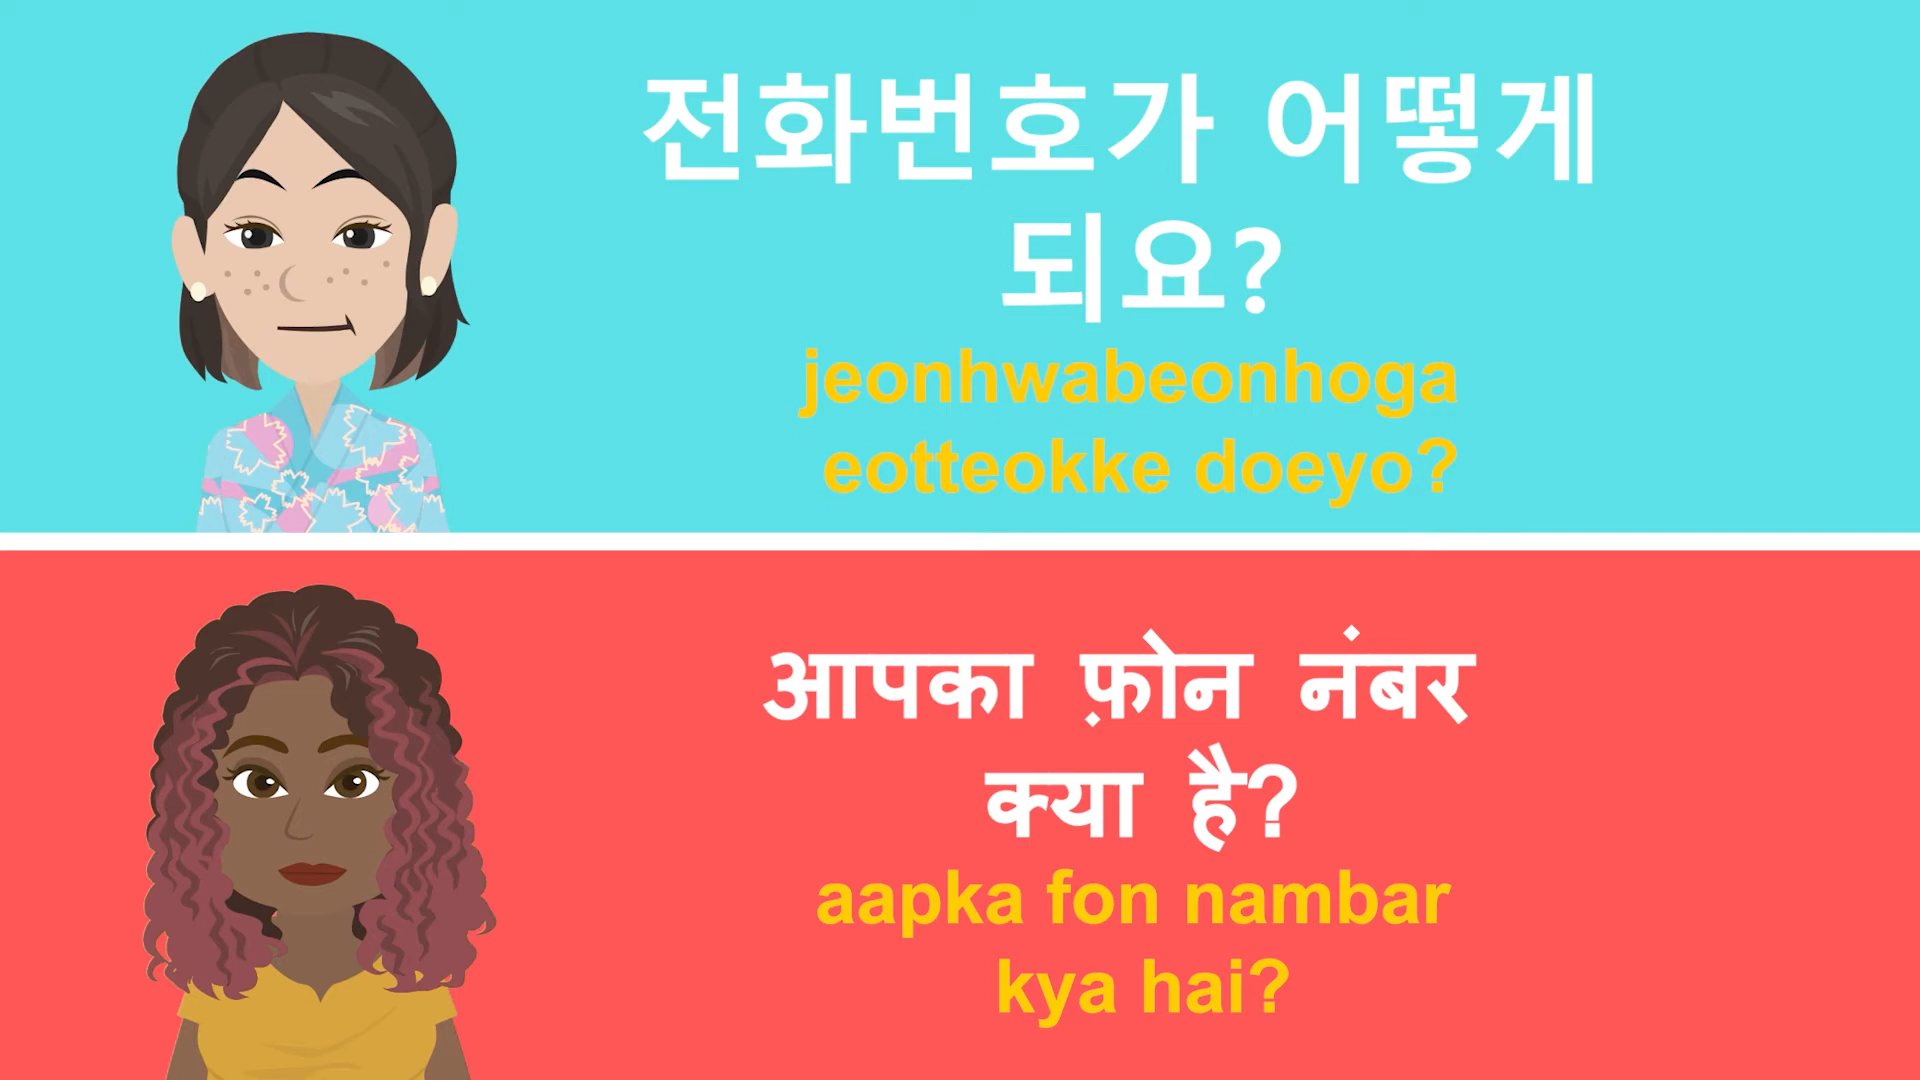 전화번호가 어떻게
되요?
jeonhwabeonhoga
eotteokke doeyo?
आपका फ़ोन नंबर
क्या है?
aapka fon nambar
kya hai?